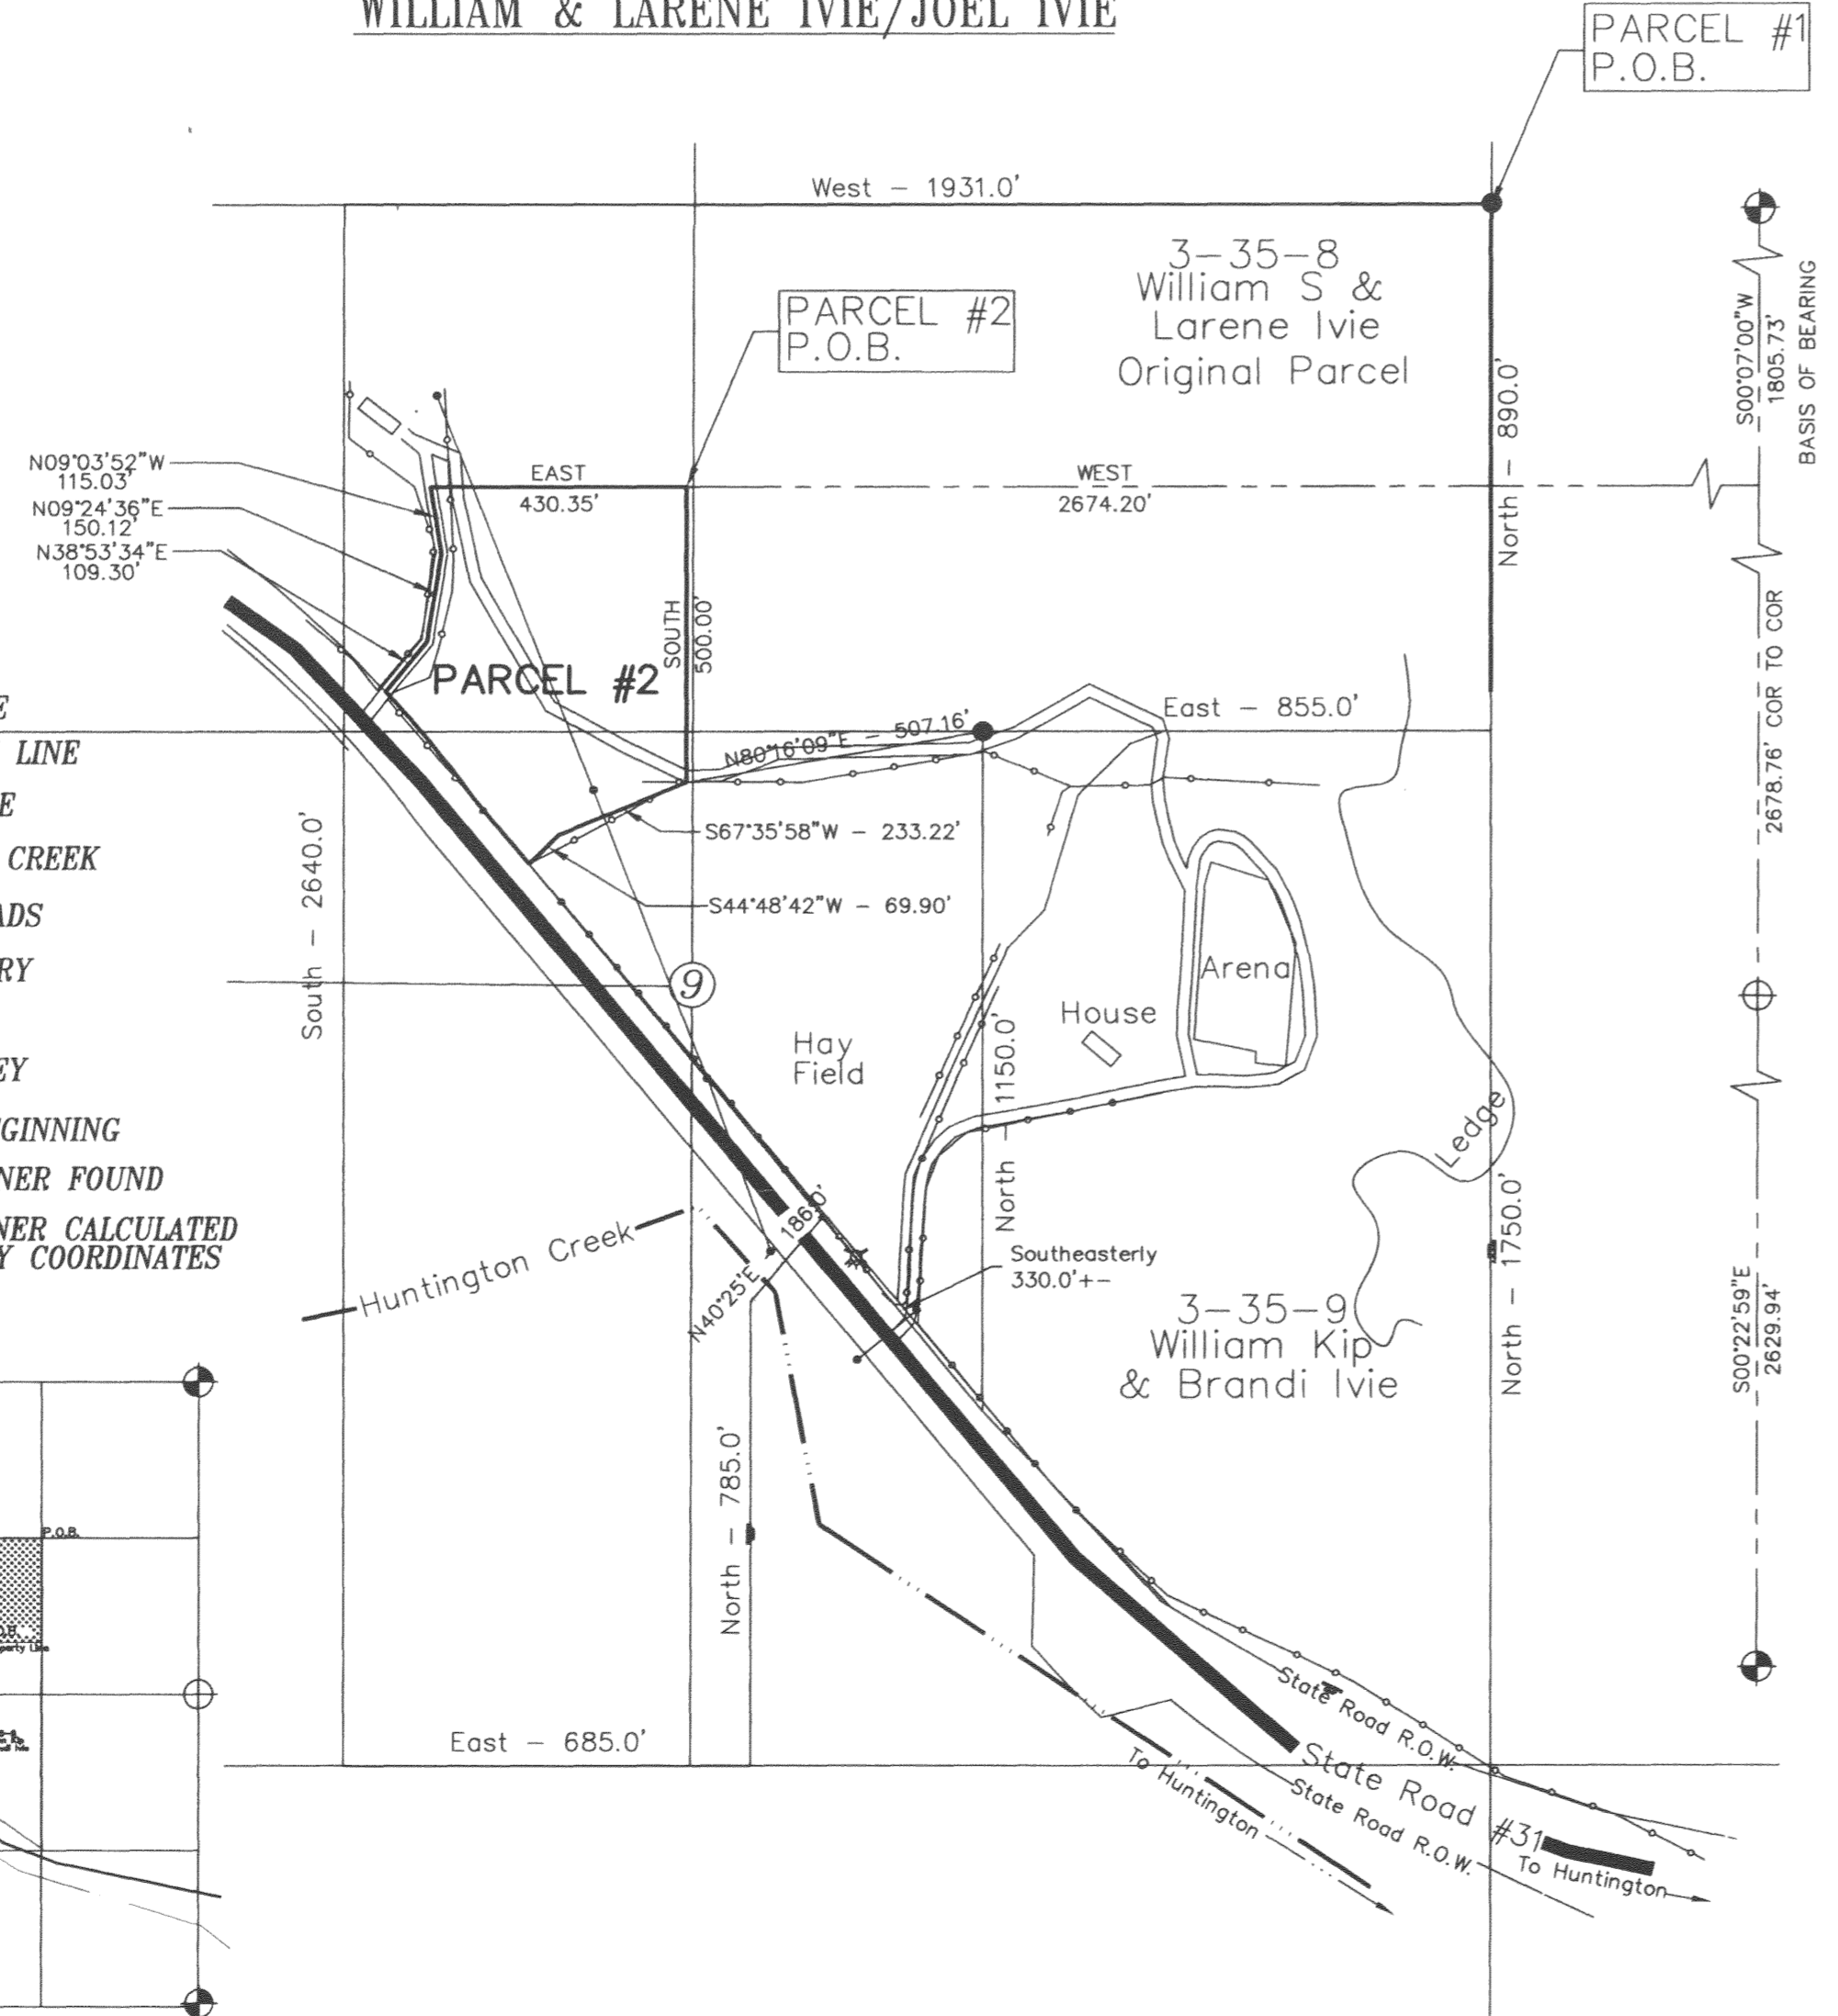 WILLIAM & LARENE IVIE/JOEL IVIE
PARCEL #1
P.O.B.
West – 1931.0'
3-35-8
William S &
Larene Ivie
Original Parcel
PARCEL #2
P.O.B.
North – 890.0'
S00°07'00"W
1805.73'
BASIS OF BEARING
N09°03'52"W
115.03'
N09°24'36"E
150.12'
N38°53'34"E
109.30'
EAST
430.35'
WEST
2674.20'
SOUTH
500.00'
PARCEL #2
2678.76' COR TO COR
East – 855.0'
N80°16'09"E – 507.16'
LINE
CREEK
S67°35'58"W – 233.22'
S44°48'42"W – 69.90'
South – 2640.0'
9
Arena
House
Hay
Field
North – 1150.0'
Ledge
FOUND
CALCULATED
COORDINATES
Huntington Creek
186.0'
N40°25'E
Southeasterly
330.0'+-
3-35-9
William Kip
& Brandi Ivie
North – 1750.0'
S00°22'59"E
2629.94'
North – 785.0'
P.O.B.
East – 685.0'
State Road R.O.W.
State Road #31
State Road R.O.W.
To Huntington
To Huntington